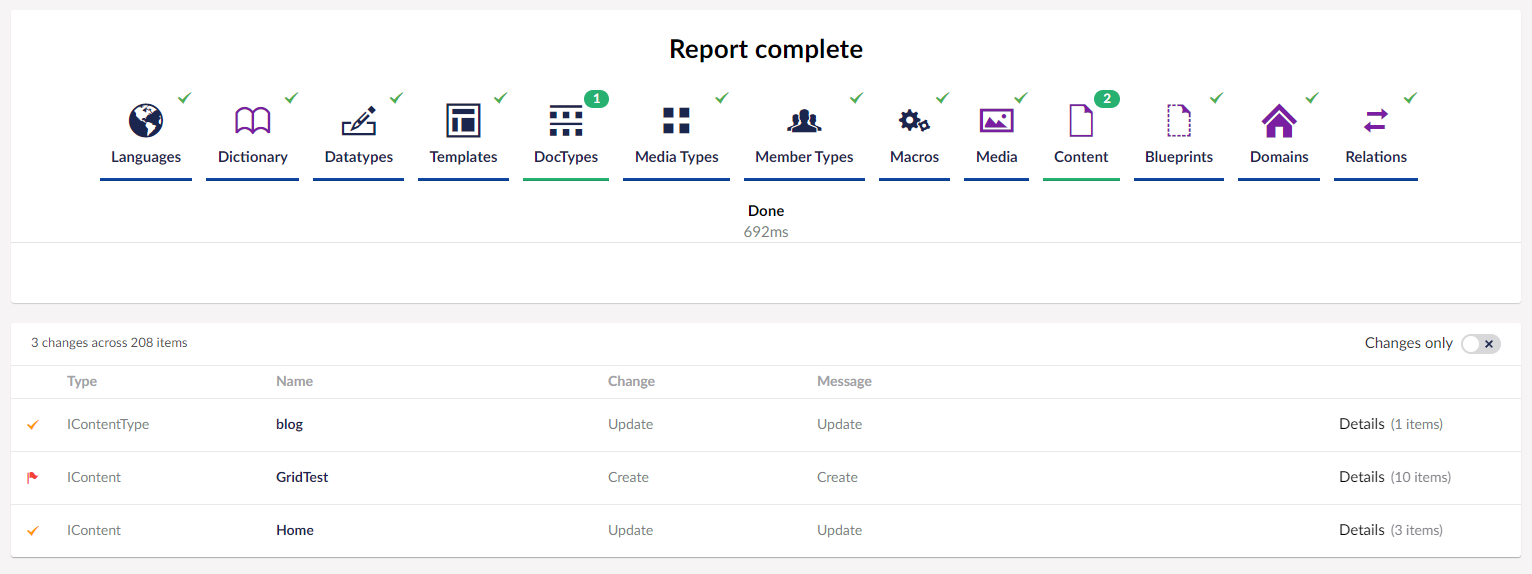 Report complete
1 2
Languages Dictionary Datatypes Templates DocTypes Media Types Member Types Macros Media Content Blueprints Domains Relations
Done
692ms
3 changes across 208 items Changes only
Type Name Change Message
IContentType blog Update Update Details (1 items)
IContent GridTest Create Create Details (10 items)
IContent Home Update Update Details (3 items)